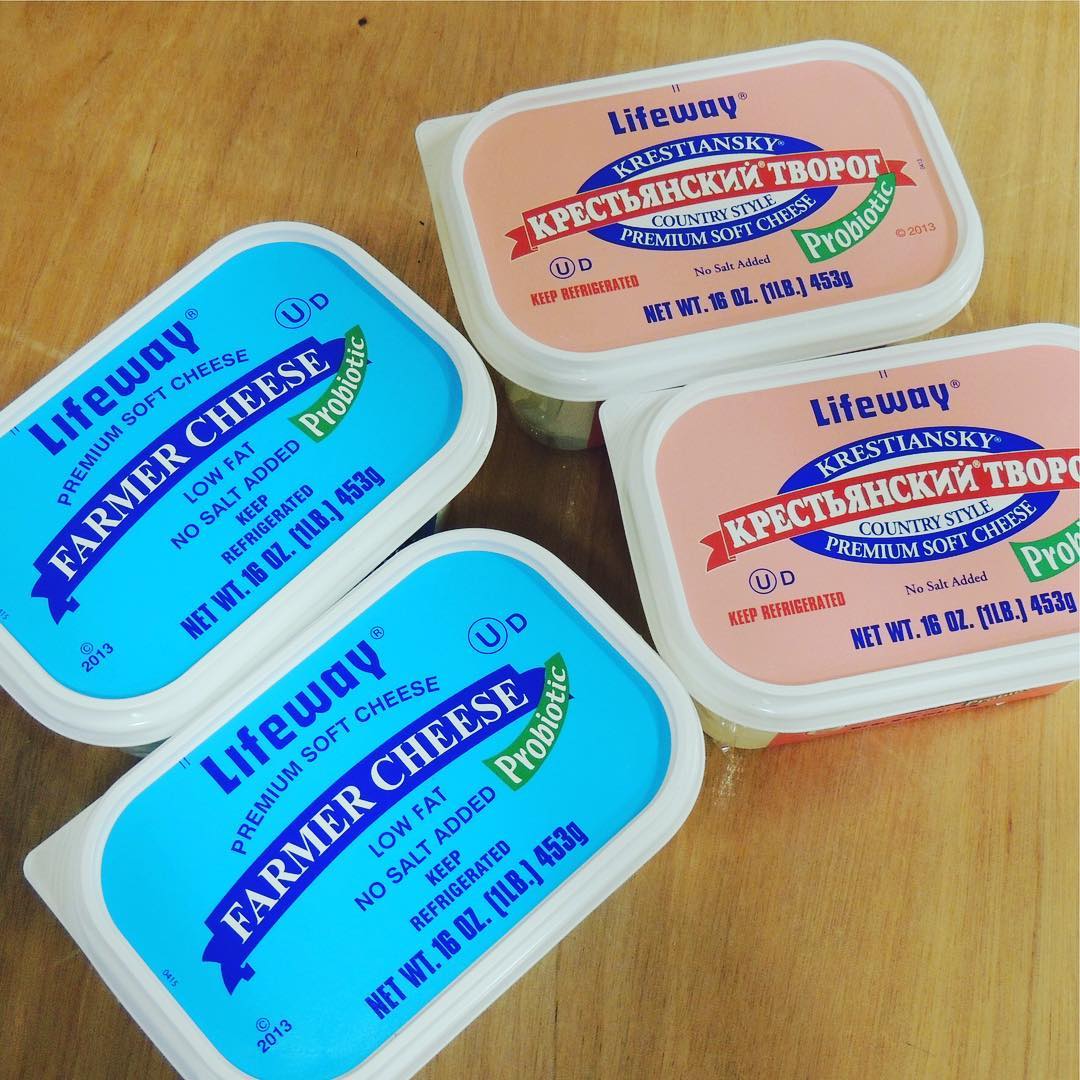 Lifeway®
KRESTIANSKY®
КРЕСТЬЯНСКИЙ® ТВОРОГ
COUNTRY STYLE
PREMIUM SOFT CHEESE
Probiotic
© 2013
U D
No Salt Added
KEEP REFRIGERATED
NET WT. 16 OZ. (1LB.) 453g
Lifeway®
PREMIUM SOFT CHEESE
FARMER CHEESE
Probiotic
U D
LOW FAT
NO SALT ADDED
KEEP
REFRIGERATED
NET WT. 16 OZ. (1LB.) 453g
©
2013
Lifeway®
KRESTIANSKY®
КРЕСТЬЯНСКИЙ® ТВОРО
COUNTRY STYLE
PREMIUM SOFT CHEESE
Prob
U D
No Salt Added
KEEP REFRIGERATED
NET WT. 16 OZ. (1LB.) 453g
Lifeway®
PREMIUM SOFT CHEESE
FARMER CHEESE
Probiotic
U D
LOW FAT
NO SALT ADDED
KEEP
REFRIGERATED
NET WT. 16 OZ. (1LB.) 453g
0415
©
2013